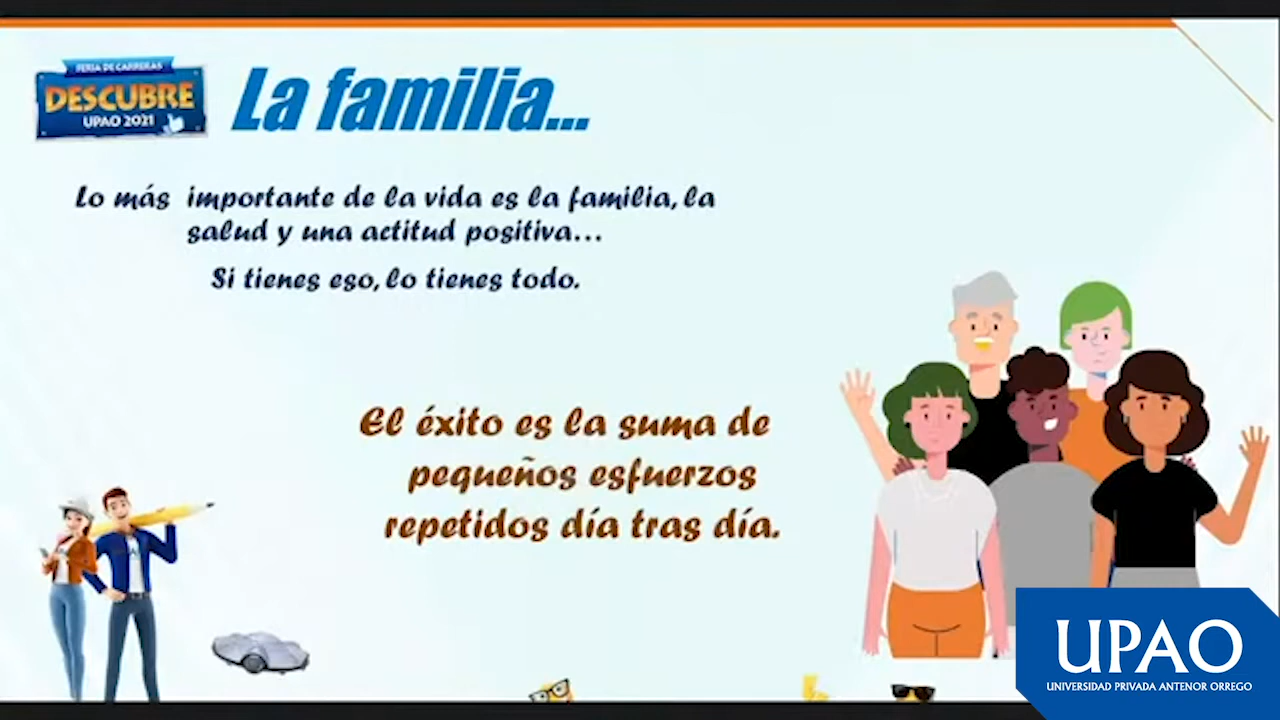 FERIA DE CARRERAS
DESCUBRE
UPAO 2021
La familia...
Lo más importante de la vida es la familia, la
salud y una actitud positiva...
Si tienes eso, lo tienes todo.
El éxito es la suma de
pequeños esfuerzos
repetidos día tras día.
UPAO
UNIVERSIDAD PRIVADA ANTENOR ORREGO